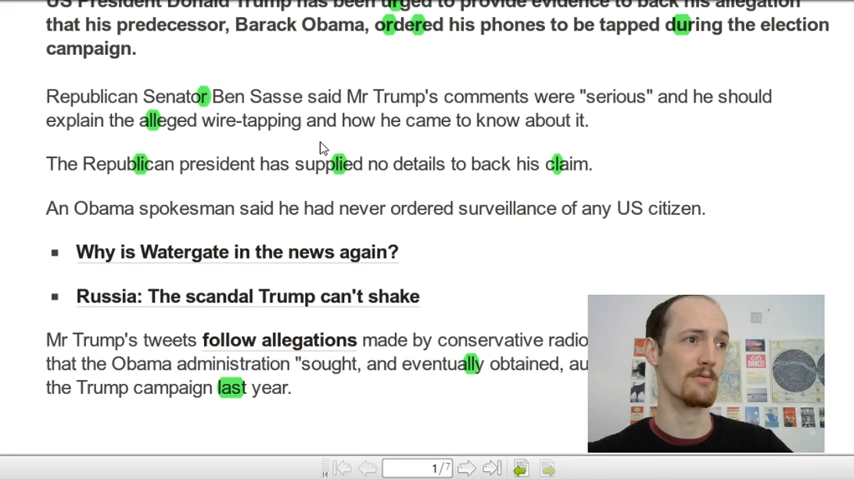 US President Donald Trump has been urged to provide evidence to back his allegation
that his predecessor, Barack Obama, ordered his phones to be tapped during the election
campaign.
Republican Senator Ben Sasse said Mr Trump's comments were "serious" and he should
explain the alleged wire-tapping and how he came to know about it.
The Republican president has supplied no details to back his claim.
An Obama spokesman said he had never ordered surveillance of any US citizen.
Why is Watergate in the news again?
Russia: The scandal Trump can't shake
Mr Trump's tweets follow allegations made by conservative radio
that the Obama administration "sought, and eventually obtained, au
the Trump campaign last year.
1/7